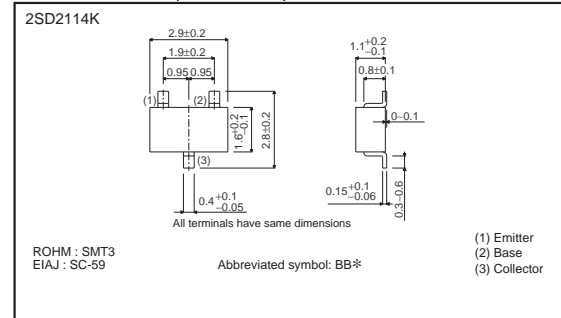 2SD2114K
2.9±0.2
1.9±0.2
0.95 0.95
(1) (2)
(3)
1.6+0.2
−0.1
2.8±0.2
0.4+0.1
−0.05
All terminals have same dimensions
1.1+0.2
−0.1
0.8±0.1
0~0.1
0.15+0.1
−0.06
0.3~0.6
ROHM : SMT3
EIAJ : SC-59
Abbreviated symbol: BB*
(1) Emitter
(2) Base
(3) Collector